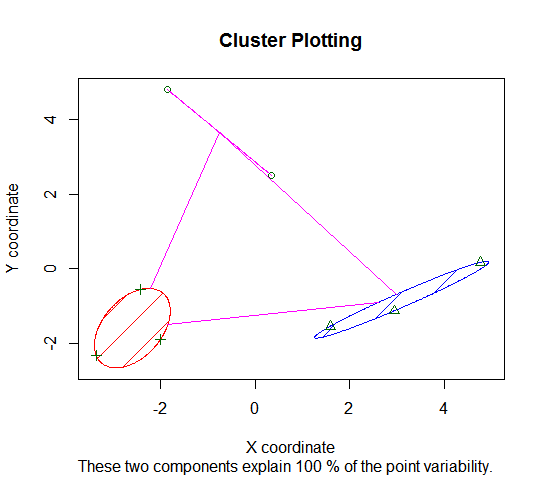 Cluster Plotting
Y coordinate
4
2
0
-2
-2 0 2 4
X coordinate
These two components explain 100 % of the point variability.